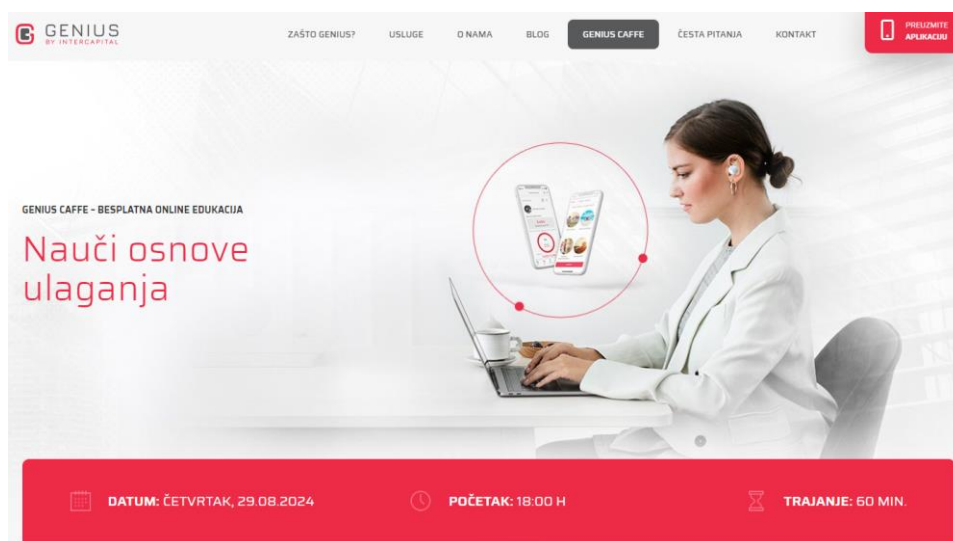 GENIUS
BY INTERCAPITAL
ZAŠTO GENIUS?
USLUGE
O NAMA
BLOG
GENIUS CAFFE
ČESTA PITANJA
KONTAKT
PREUZMITE
APLIKACIJU
GENIUS CAFFE – BESPLATNA ONLINE EDUKACIJA
Nauči osnove
ulaganja
DATUM: ČETVRTAK, 29.08.2024
POČETAK: 18:00 H
TRAJANJE: 60 MIN.